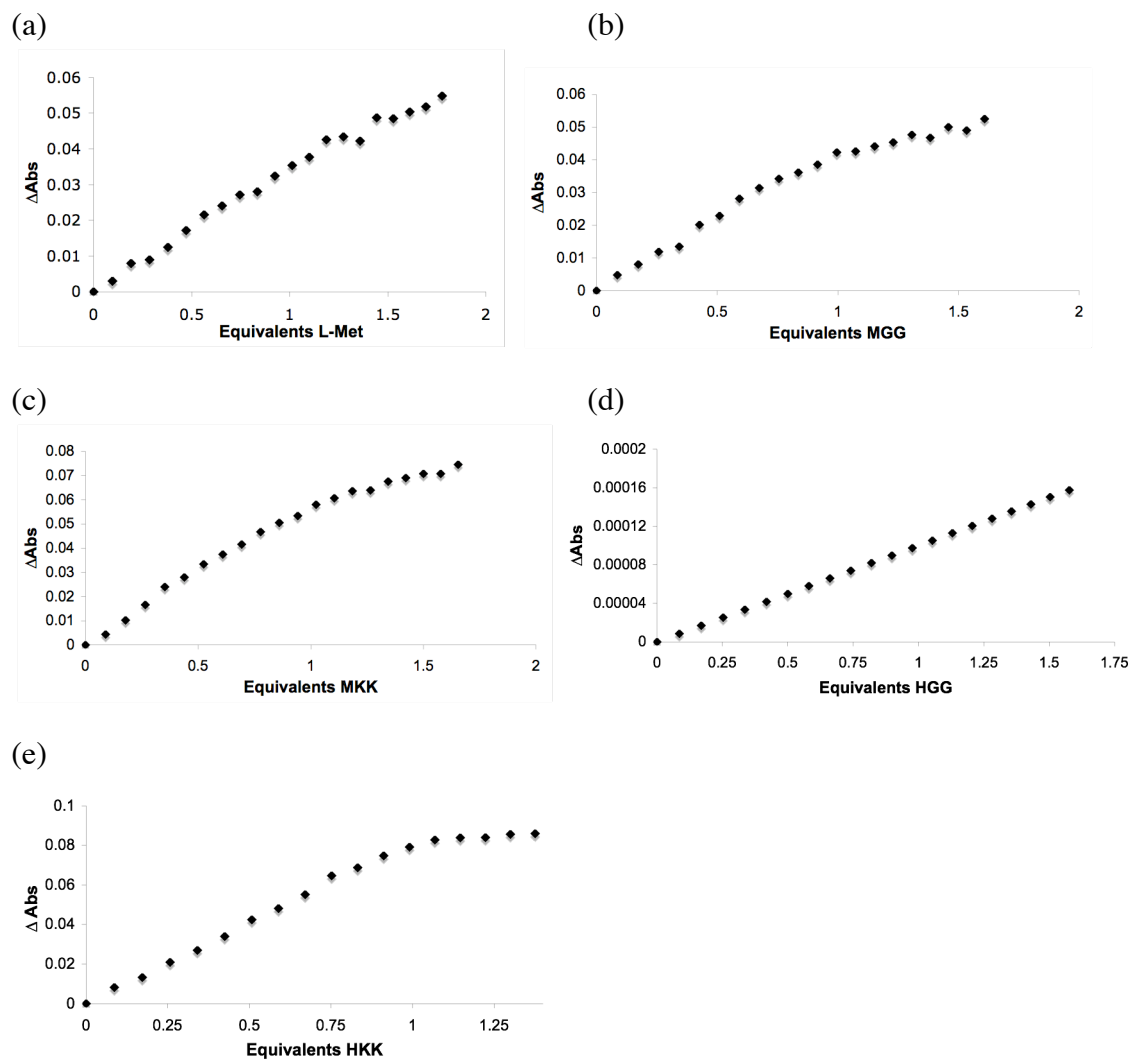 (a)
(b)
0.06
0.05
0.04
0.03
0.02
0.01
0
ΔAbs
0 0.5 1 1.5 2
Equivalents L-Met
0.06
0.05
0.04
0.03
0.02
0.01
0
ΔAbs
0 0.5 1 1.5 2
Equivalents MGG
(c)
(d)
0.08
0.07
0.06
0.05
0.04
0.03
0.02
0.01
0
ΔAbs
0 0.5 1 1.5 2
Equivalents MKK
0.0002
0.00016
0.00012
0.00008
0.00004
0
ΔAbs
0 0.25 0.5 0.75 1 1.25 1.5 1.75
Equivalents HGG
(e)
0.1
0.08
0.06
0.04
0.02
0
Δ Abs
0 0.25 0.5 0.75 1 1.25
Equivalents HKK